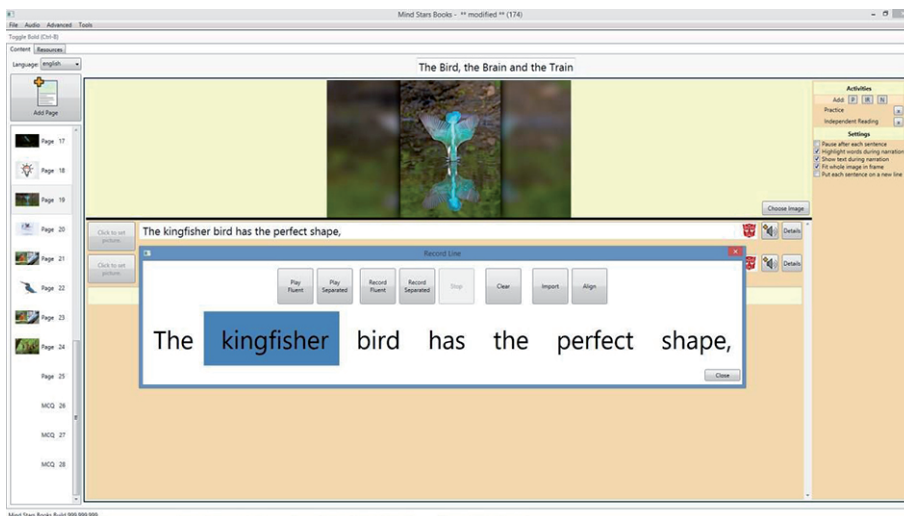 Mind Stars Books - ** modified ** (174)
File Audio Advanced Tools
Toggle Bold (Ctrl-B)
Content Resources
Language: english
The Bird, the Brain and the Train
Add Page
Page 17
Page 18
Page 19
Page 20
Page 21
Page 22
Page 23
Page 24
Page 25
MCQ 26
MCQ 27
MCQ 28
Choose Image
Activities
Add: P IR N
Practice x
Independent Reading x
Settings
Pause after each sentence
Highlight words during narration
Show text during narration
Fit whole image in frame
Put each sentence on a new line
Click to set picture.
The kingfisher bird has the perfect shape,
Details
Click to set picture.
Details
Record Line
Play Fluent
Play Separated
Record Fluent
Record Separated
Stop
Clear
Import
Align
The kingfisher bird has the perfect shape,
Close
Mind Stars Books Build 999.999.999